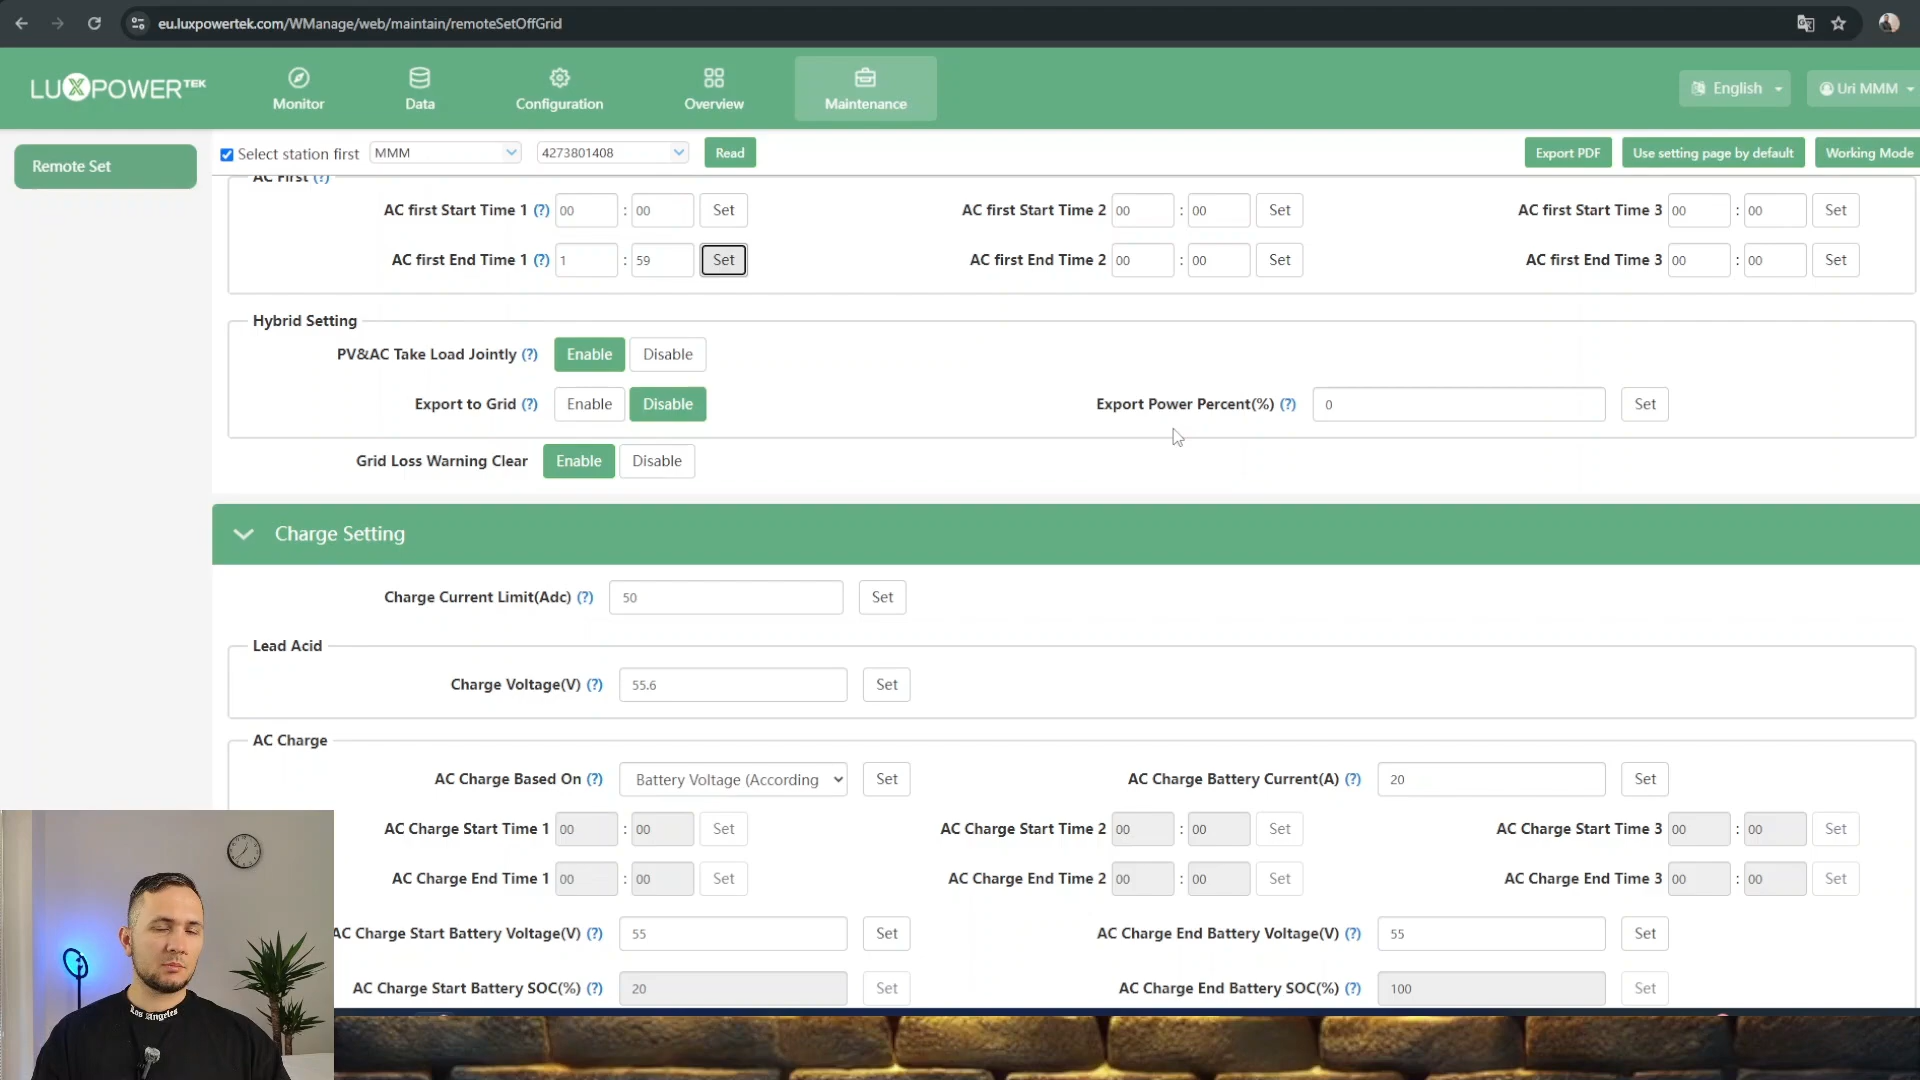 eu.luxpowertek.com/WManage/web/maintain/remoteSetOffGrid
LUXPOWERTEK
Monitor
Data
Configuration
Overview
Maintenance
English
Uri MMM
Remote Set
Select station first
MMM
4273801408
Read
Export PDF
Use setting page by default
Working Mode
AC First (?)
AC first Start Time 1 (?) 00 : 00 Set
AC first Start Time 2 00 : 00 Set
AC first Start Time 3 00 : 00 Set
AC first End Time 1 (?) 1 : 59 Set
AC first End Time 2 00 : 00 Set
AC first End Time 3 00 : 00 Set
Hybrid Setting
PV&AC Take Load Jointly (?) Enable Disable
Export to Grid (?) Enable Disable
Export Power Percent(%) (?) 0 Set
Grid Loss Warning Clear Enable Disable
Charge Setting
Charge Current Limit(Adc) (?) 50 Set
Lead Acid
Charge Voltage(V) (?) 55.6 Set
AC Charge
AC Charge Based On (?) Battery Voltage (According Set
AC Charge Battery Current(A) (?) 20 Set
AC Charge Start Time 1 00 : 00 Set
AC Charge Start Time 2 00 : 00 Set
AC Charge Start Time 3 00 : 00 Set
AC Charge End Time 1 00 : 00 Set
AC Charge End Time 2 00 : 00 Set
AC Charge End Time 3 00 : 00 Set
AC Charge Start Battery Voltage(V) (?) 55 Set
AC Charge End Battery Voltage(V) (?) 55 Set
AC Charge Start Battery SOC(%) (?) 20 Set
AC Charge End Battery SOC(%) (?) 100 Set
Los Angeles